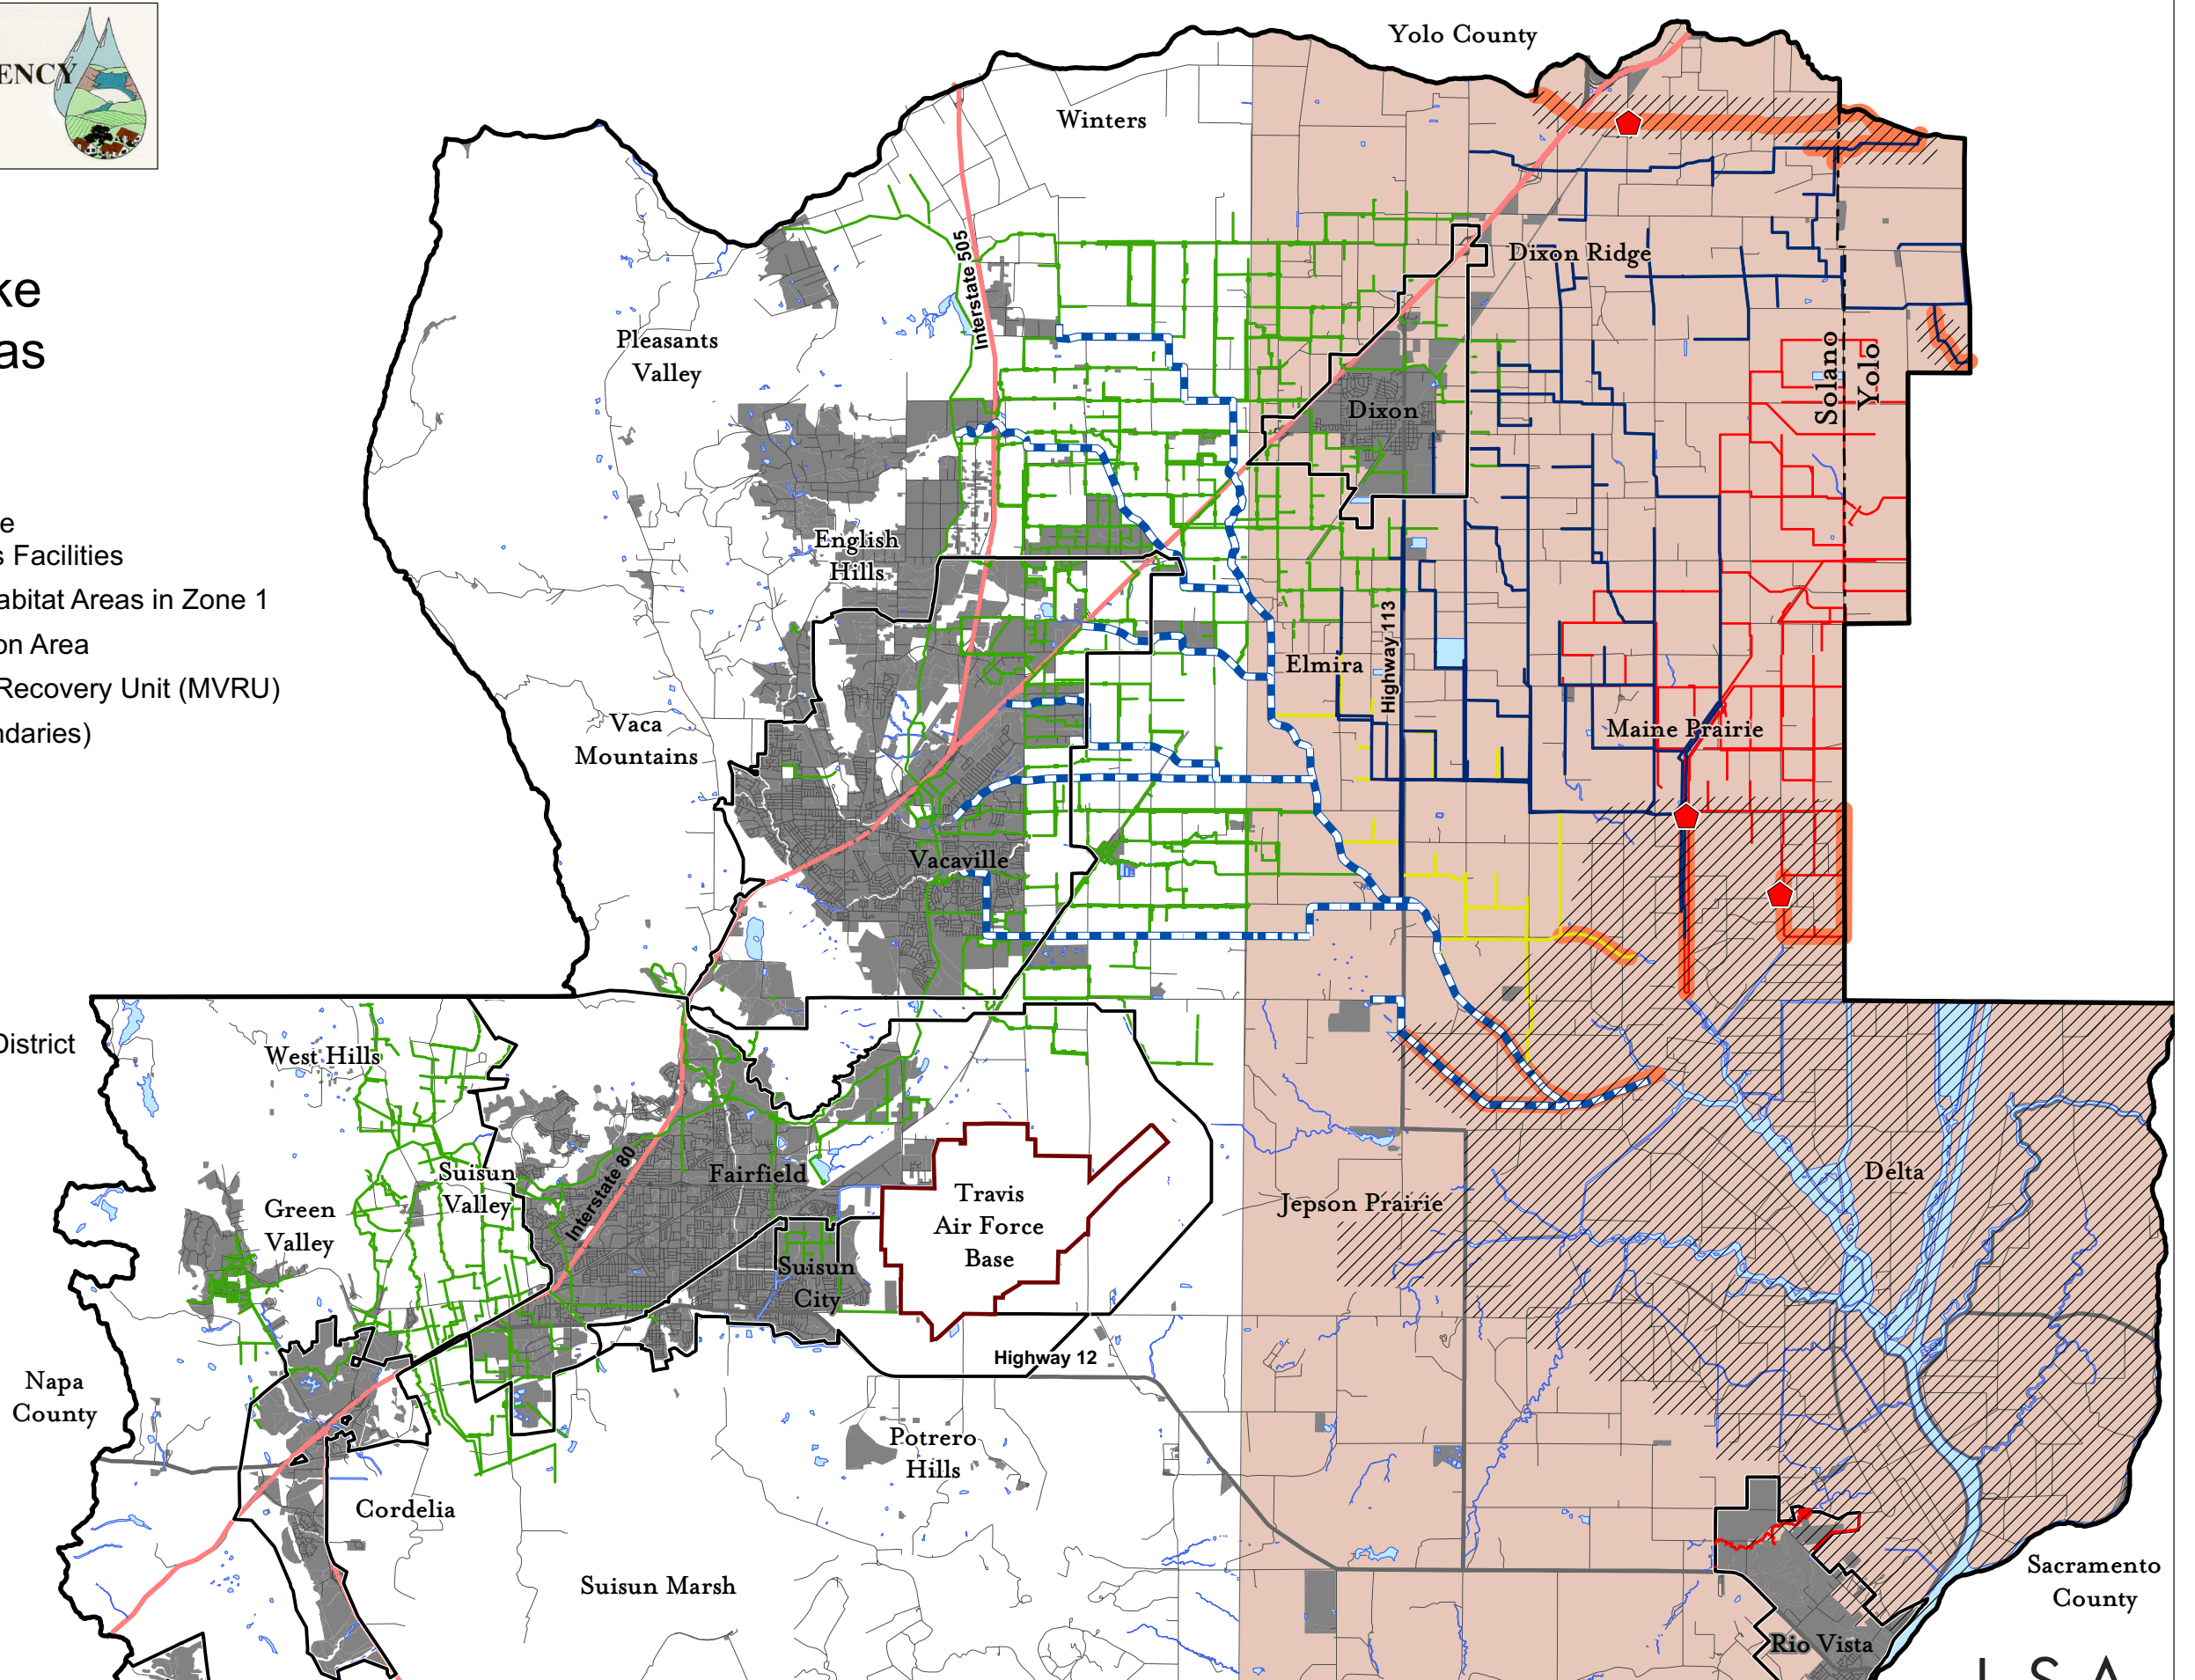 ENCY
ke
as
e
s Facilities
abitat Areas in Zone 1
on Area
Recovery Unit (MVRU)
ndaries)
District
Yolo County
Winters
Dixon Ridge
Interstate 505
Pleasants
Valley
Solano
Yolo
Dixon
English
Hills
Highway 113
Elmira
Vaca
Mountains
Maine Prairie
Vacaville
West Hills
Suisun
Valley
Fairfield
Interstate 80
Green
Valley
Travis
Air Force
Base
Jepson Prairie
Delta
Suisun
City
Highway 12
Napa
County
Potrero
Hills
Cordelia
Suisun Marsh
Sacramento
County
Rio Vista
LSA